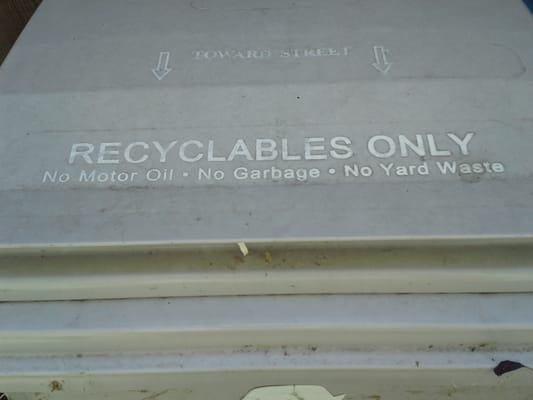 TOWARD STREET
RECYCLABLES ONLY
No Motor Oil • No Garbage • No Yard Waste